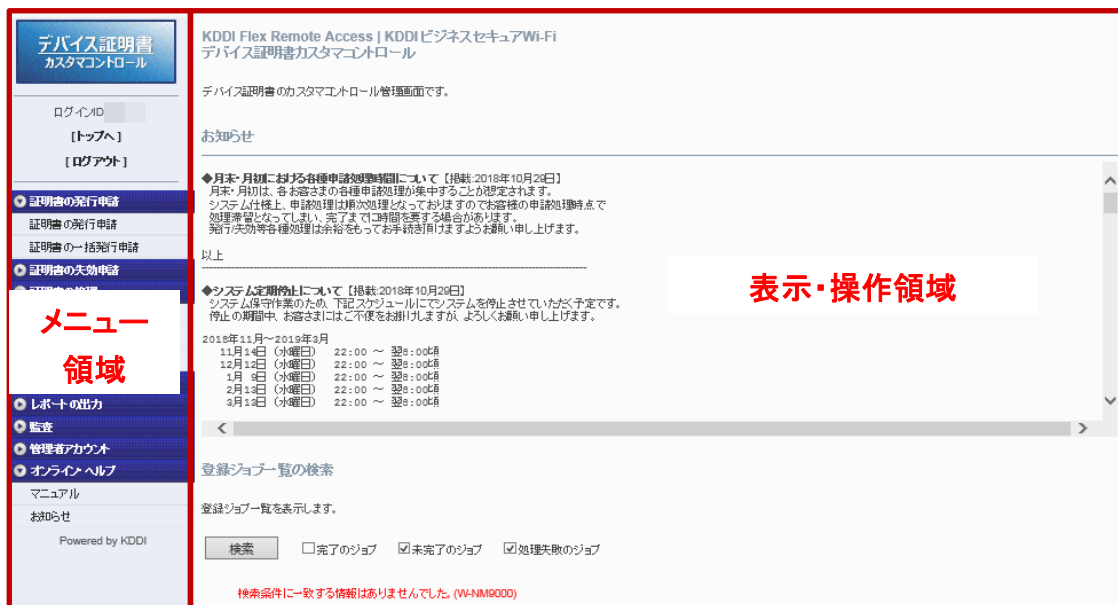 デバイス証明書
カスタマコントロール
ログインID
[トップへ]
[ログアウト]
証明書の発行申請
証明書の発行申請
証明書の一括発行申請
証明書の失効申請
メニュー
領域
レポートの出力
監査
管理者アカウント
オンラインヘルプ
マニュアル
お知らせ
Powered by KDDI
KDDI Flex Remote Access | KDDIビジネスセキュアWi-Fi
デバイス証明書カスタマコントロール
デバイス証明書のカスタマコントロール管理画面です。
お知らせ
◆月末・月初における各種申請処理時間について【掲載:2018年10月29日】
月末・月初は、各お客さまの各種申請処理が集中することが想定されます。
システム仕様上、申請処理は順次処理となっておりますのでお客様の申請処理時点で
処理滞留となってしまい、完了までに時間を要する場合があります。
発行/失効等各種処理は余裕をもってお手続き頂けますようお願い申し上げます。
以上
◆システム定期停止について【掲載:2018年10月29日】
システム保守作業のため、下記スケジュールにてシステムを停止させていただく予定です。
停止の期間中、お客さまにはご不便をお掛けしますが、よろしくお願い申し上げます。
2018年11月～2019年3月
11月14日（水曜日） 22:00 ～ 翌8:00頃
12月12日（水曜日） 22:00 ～ 翌8:00頃
1月 9日（水曜日） 22:00 ～ 翌8:00頃
2月13日（水曜日） 22:00 ～ 翌8:00頃
3月13日（水曜日） 22:00 ～ 翌8:00頃
表示・操作領域
登録ジョブ一覧の検索
登録ジョブ一覧を表示します。
検索 完了のジョブ 未完了のジョブ 処理失敗のジョブ
検索条件に一致する情報はありませんでした。(W-NM9000)